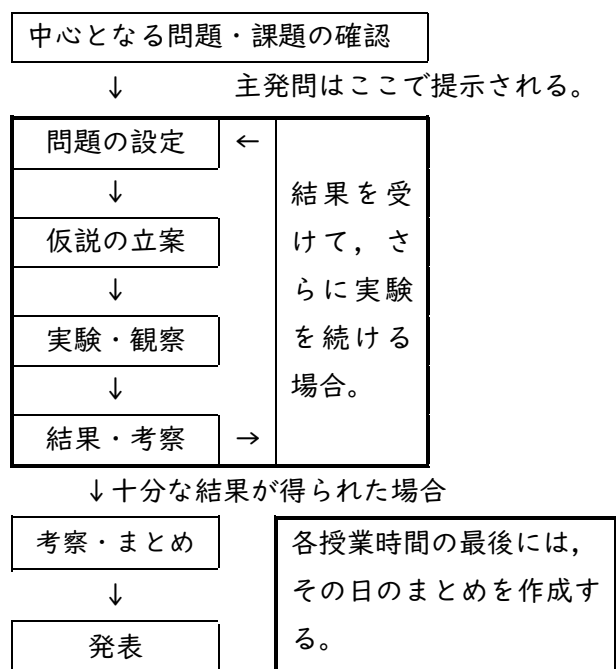 中心となる問題・課題の確認
↓ 主発問はここで提示される。
問題の設定 ←
↓
仮説の立案
↓
実験・観察
↓
結果・考察 →
結果を受
けて，さ
らに実験
を続ける
場合。
↓十分な結果が得られた場合
考察・まとめ
↓
発表
各授業時間の最後には，
その日のまとめを作成す
る。